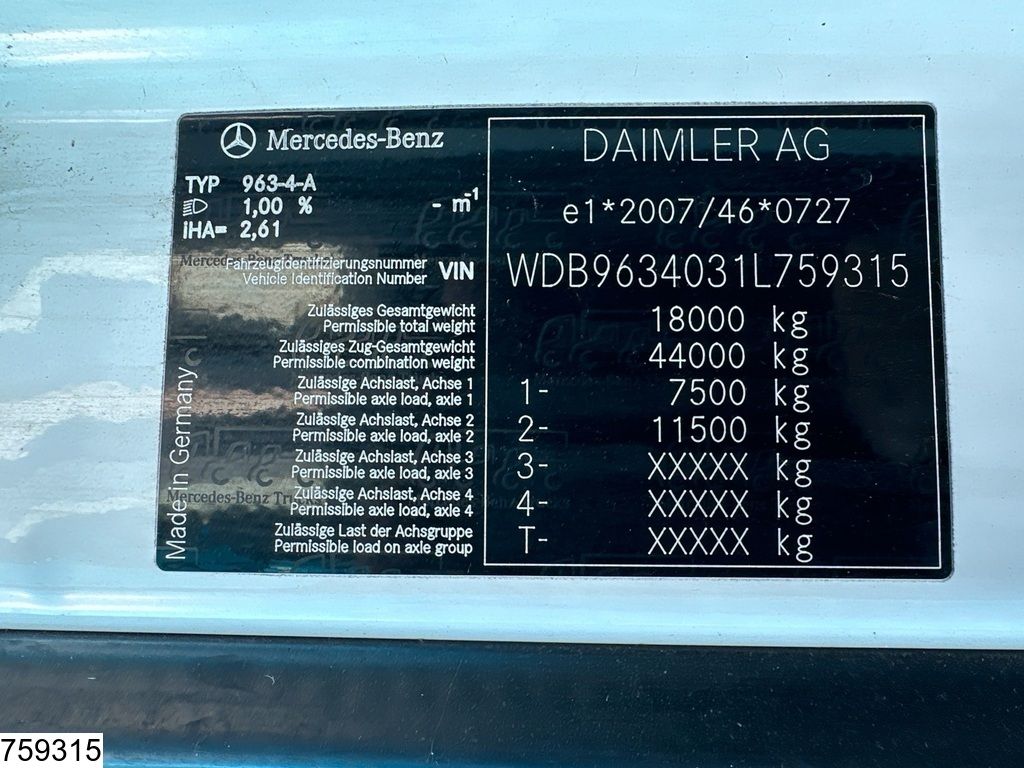 Mercedes-Benz
TYP 963-4-A
1,00 % - m⁻¹
iHA= 2,61
Fahrzeugidentifizierungsnummer
Vehicle Identification Number VIN
Zulässiges Gesamtgewicht
Permissible total weight
Zulässiges Zug-Gesamtgewicht
Permissible combination weight
Zulässige Achslast, Achse 1
Permissible axle load, axle 1
Zulässige Achslast, Achse 2
Permissible axle load, axle 2
Zulässige Achslast, Achse 3
Permissible axle load, axle 3
Zulässige Achslast, Achse 4
Permissible axle load, axle 4
Zulässige Last der Achsgruppe
Permissible load on axle group
Made in Germany
Mercedes-Benz Trucks
DAIMLER AG
e1*2007/46*0727
WDB9634031L759315
18000 kg
44000 kg
1- 7500 kg
2- 11500 kg
3- XXXXX kg
4- XXXXX kg
T- XXXXX kg
759315